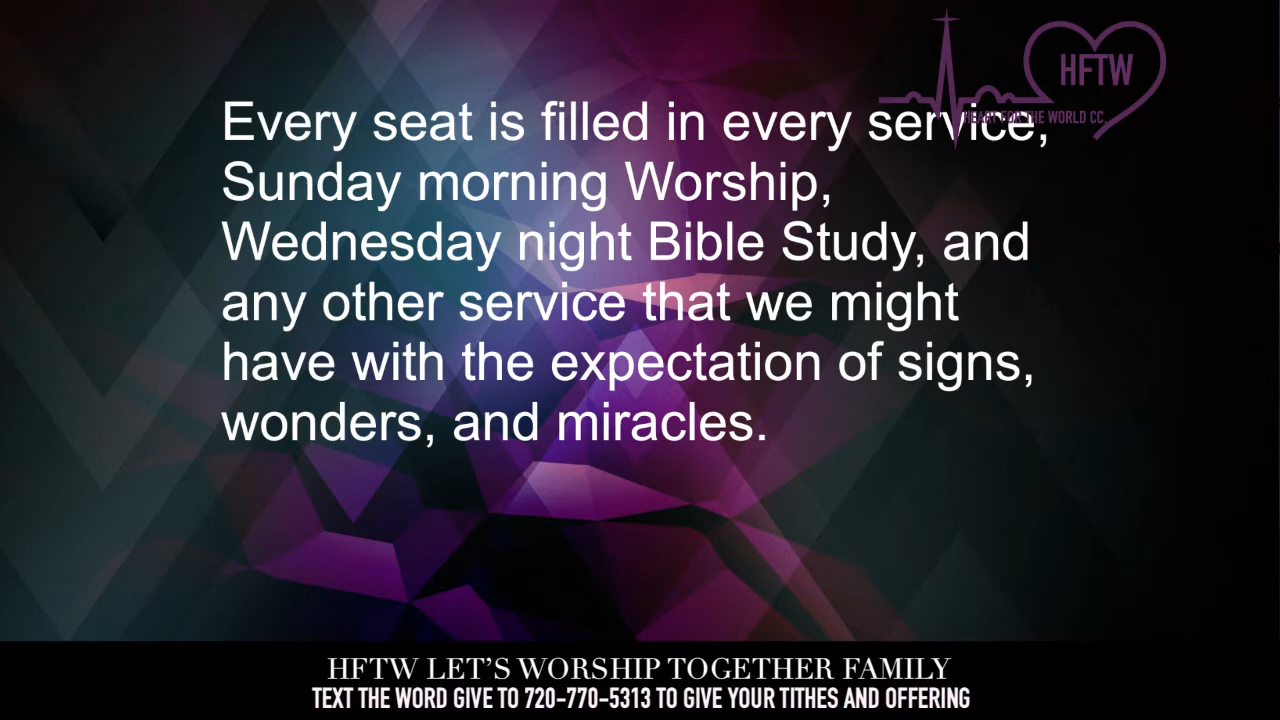 HFTW
HEART FOR THE WORLD CC.
Every seat is filled in every service,
Sunday morning Worship,
Wednesday night Bible Study, and
any other service that we might
have with the expectation of signs,
wonders, and miracles.
HFTW LET'S WORSHIP TOGETHER FAMILY
TEXT THE WORD GIVE TO 720-770-5313 TO GIVE YOUR TITHES AND OFFERING